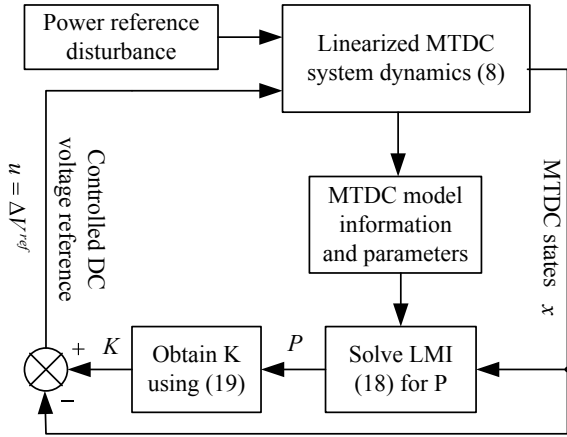 Power reference
disturbance
Linearized MTDC
system dynamics (8)
MTDC model
information
and parameters
MTDC states x
Controlled DC
voltage reference
u = ΔV^ref
Solve LMI
(18) for P
P
Obtain K
using (19)
K
+
−